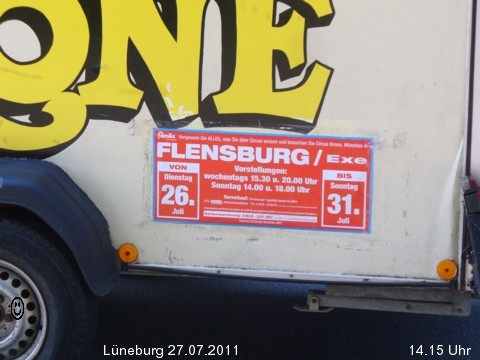 ONE
famila
Vergessen Sie ALLES, was Sie über Circus wissen und besuchen Sie Circus Krone, München in
FLENSBURG / Exe
VON
Dienstag
26.
Juli
Vorstellungen:
wochentags 15.30 u. 20.00 Uhr
Sonntag 14.00 u. 18.00 Uhr
Vorverkauf:
BIS
Sonntag
31.
Juli
Lüneburg 27.07.2011
14.15 Uhr